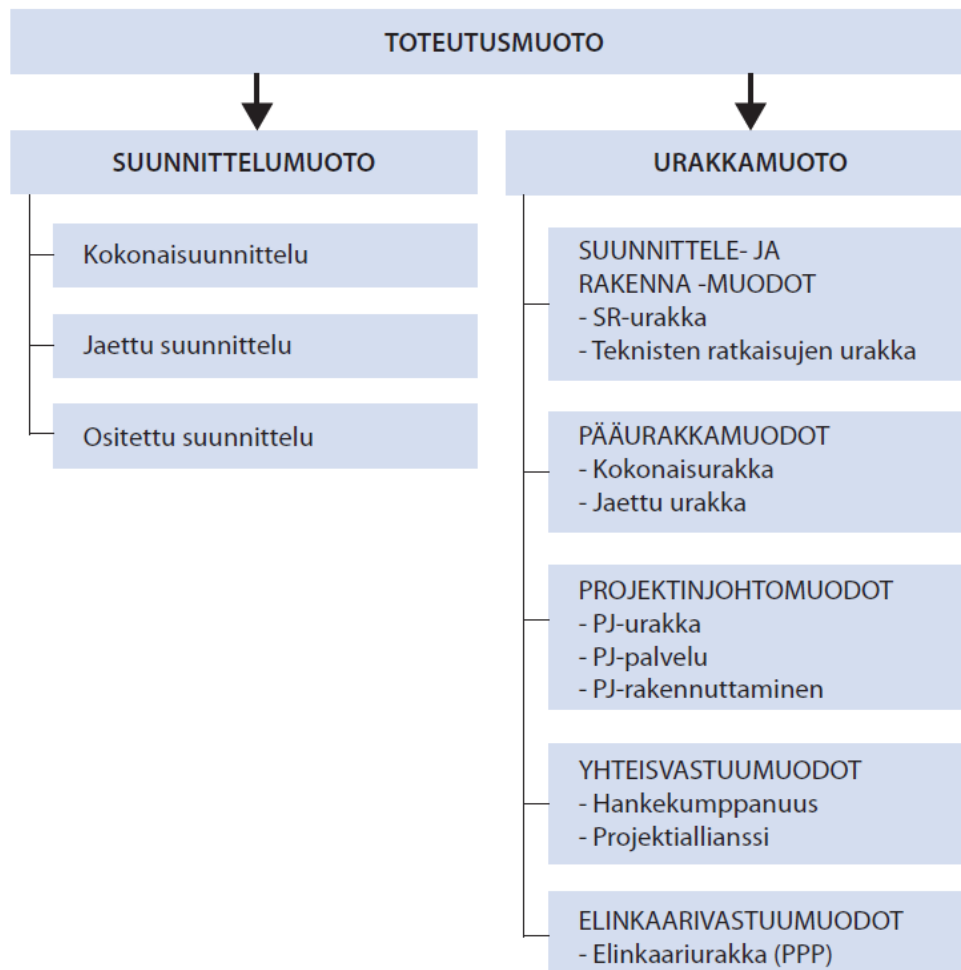 TOTEUTUSMUOTO
SUUNNITTELUMUOTO
Kokonaisuunnittelu
Jaettu suunnittelu
Ositettu suunnittelu
URAKKAMUOTO
SUUNNITTELE- JA
RAKENNA -MUODOT
- SR-urakka
- Teknisten ratkaisujen urakka
PÄÄURAKKAMUODOT
- Kokonaisurakka
- Jaettu urakka
PROJEKTINJOHTOMUODOT
- PJ-urakka
- PJ-palvelu
- PJ-rakennuttaminen
YHTEISVASTUUMUODOT
- Hankekumppanuus
- Projektiallianssi
ELINKAARIVASTUUMUODOT
- Elinkaariurakka (PPP)